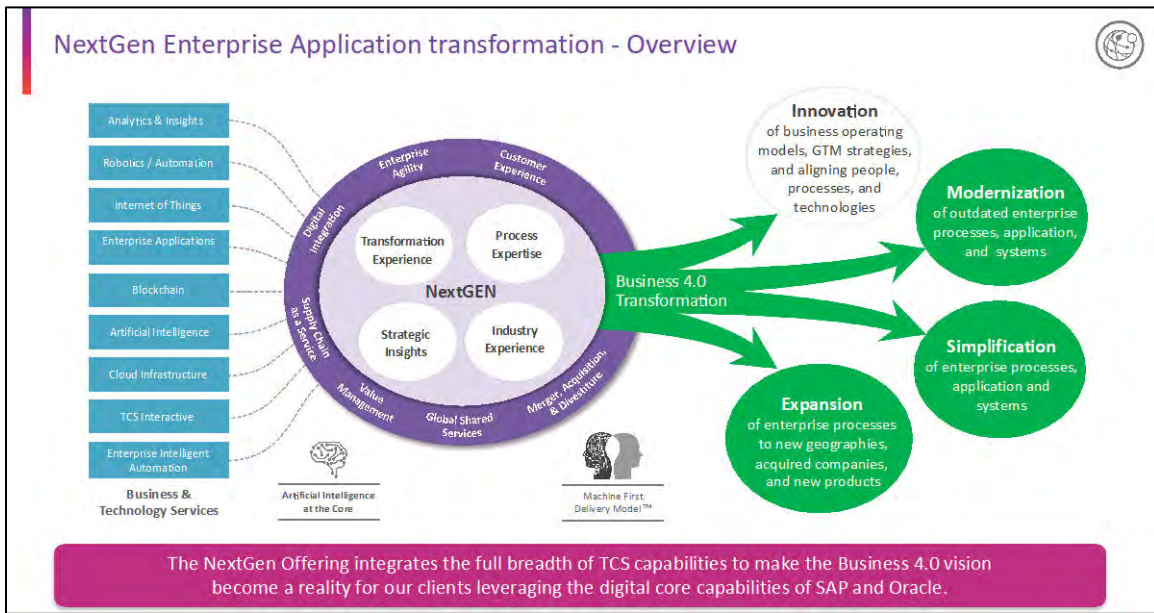 NextGen Enterprise Application transformation - Overview
Analytics & Insights
Robotics / Automation
Internet of Things
Enterprise Applications
Blockchain
Artificial Intelligence
Cloud Infrastructure
TCS Interactive
Enterprise Intelligent
Automation
Business &
Technology Services
Digital
Integration
Enterprise
Agility
Customer
Experience
Supply Chain
as a Service
Value
Management
Global Shared
Services
Merger, Acquisition,
& Divestiture
Transformation
Experience
Process
Expertise
NextGEN
Strategic
Insights
Industry
Experience
Artificial Intelligence
at the Core
Machine First
Delivery Model™
Business 4.0
Transformation
Innovation
of business operating
models, GTM strategies,
and aligning people,
processes, and
technologies
Modernization
of outdated enterprise
processes, application,
and systems
Simplification
of enterprise processes,
application and
systems
Expansion
of enterprise processes
to new geographies,
acquired companies,
and new products
The NextGen Offering integrates the full breadth of TCS capabilities to make the Business 4.0 vision
become a reality for our clients leveraging the digital core capabilities of SAP and Oracle.